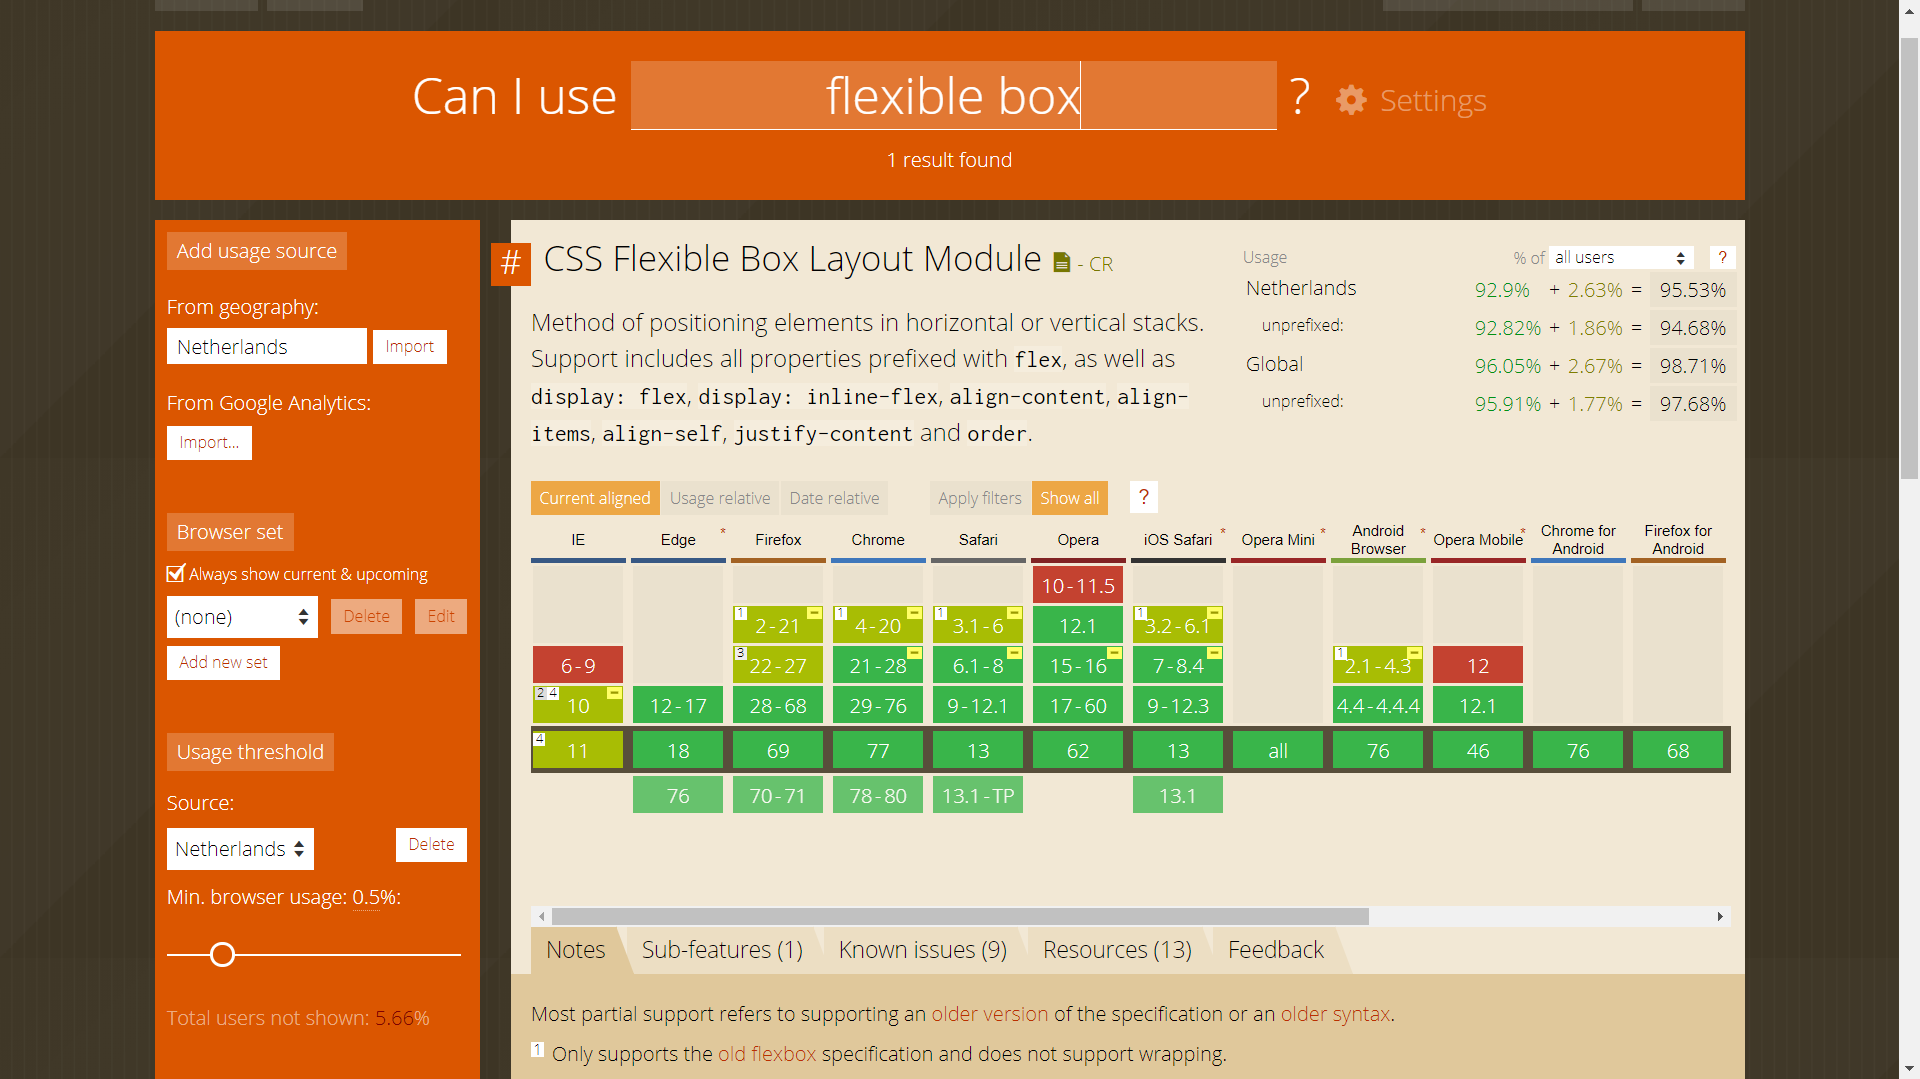 Can I use flexible box ? Settings
1 result found
Add usage source
From geography:
Netherlands Import
From Google Analytics:
Import...
Browser set
Always show current & upcoming
(none) Delete Edit
Add new set
Usage threshold
Source:
Netherlands Delete
Min. browser usage: 0.5%:
Total users not shown: 5.66%
# CSS Flexible Box Layout Module - CR
Method of positioning elements in horizontal or vertical stacks.
Support includes all properties prefixed with flex, as well as
display: flex, display: inline-flex, align-content, align-
items, align-self, justify-content and order.
Usage % of all users ?
Netherlands 92.9% + 2.63% = 95.53%
unprefixed: 92.82% + 1.86% = 94.68%
Global 96.05% + 2.67% = 98.71%
unprefixed: 95.91% + 1.77% = 97.68%
Current aligned Usage relative Date relative Apply filters Show all ?
IE Edge * Firefox Chrome Safari Opera iOS Safari * Opera Mini * Android Browser * Opera Mobile * Chrome for Android Firefox for Android
10-11.5
1 2-21 1 4-20 1 3.1-6 12.1 1 3.2-6.1
6-9 3 22-27 21-28 6.1-8 15-16 7-8.4 1 2.1-4.3 12
2 4 10 12-17 28-68 29-76 9-12.1 17-60 9-12.3 4.4-4.4.4 12.1
4 11 18 69 77 13 62 13 all 76 46 76 68
76 70-71 78-80 13.1-TP 13.1
Notes Sub-features (1) Known issues (9) Resources (13) Feedback
Most partial support refers to supporting an older version of the specification or an older syntax.
1 Only supports the old flexbox specification and does not support wrapping.